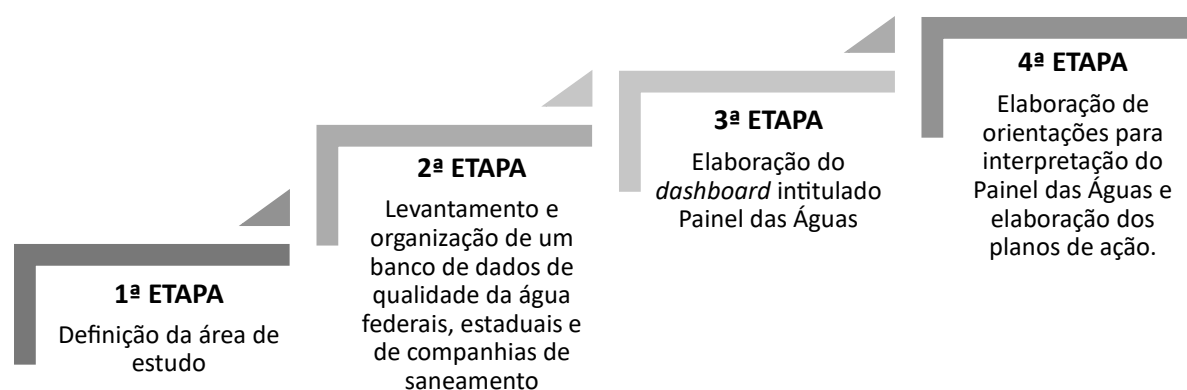 1ª ETAPA
Definição da área de
estudo
2ª ETAPA
Levantamento e
organização de um
banco de dados de
qualidade da água
federais, estaduais e
de companhias de
saneamento
3ª ETAPA
Elaboração do
dashboard intitulado
Painel das Águas
4ª ETAPA
Elaboração de
orientações para
interpretação do
Painel das Águas e
elaboração dos
planos de ação.